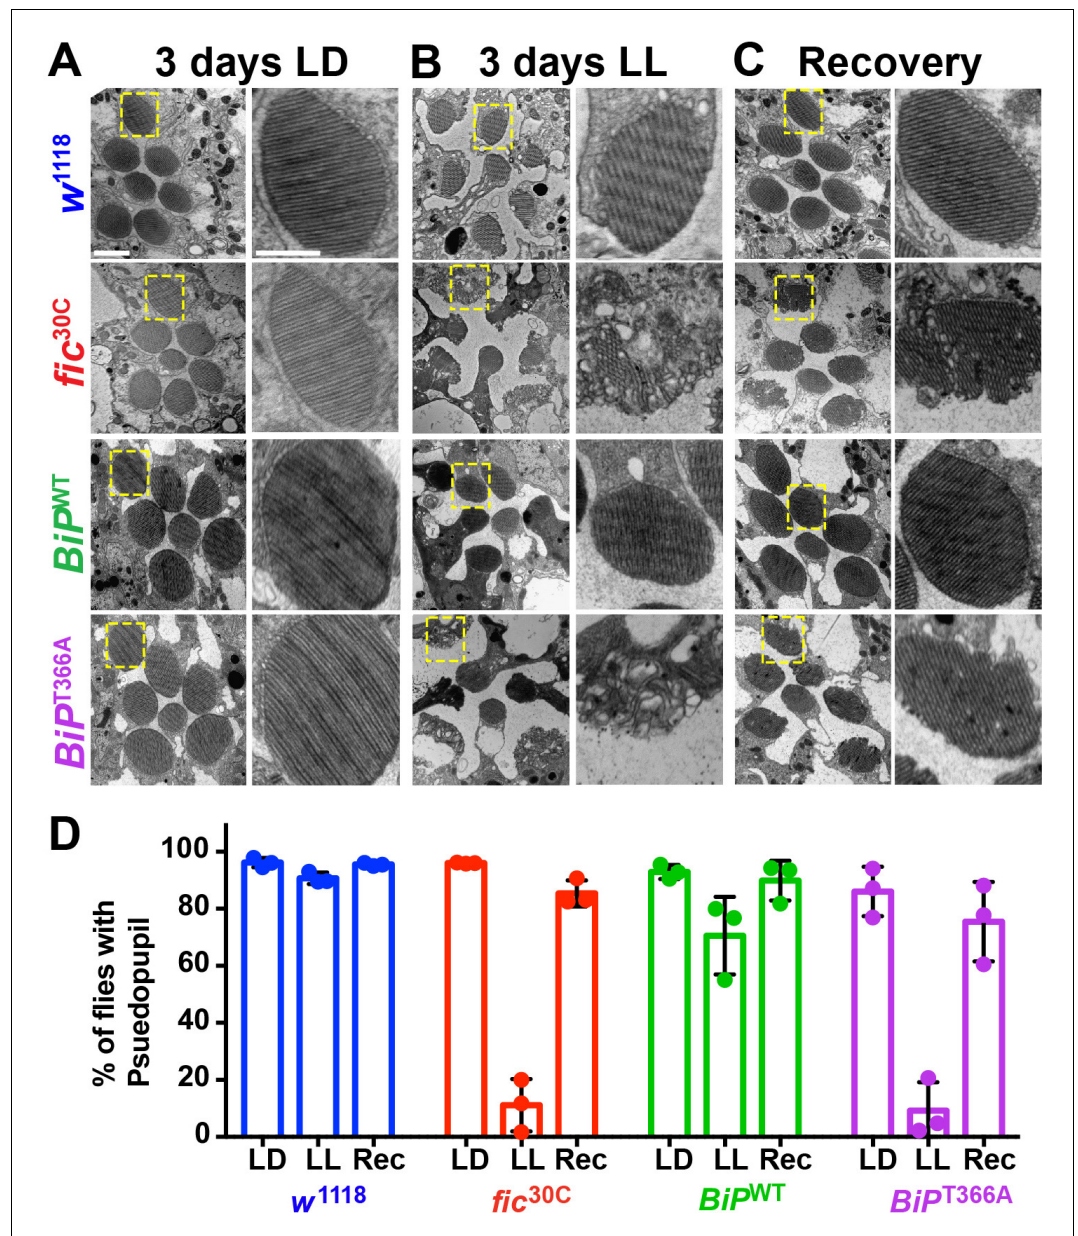 A 3 days LD B 3 days LL C Recovery
w1118
fic30C
BiPWT
BiPT366A
D
% of flies with
Psuedopupil
100
80
60
40
20
0
LD LL Rec LD LL Rec LD LL Rec LD LL Rec
w1118 fic30C BiPWT BiPT366A